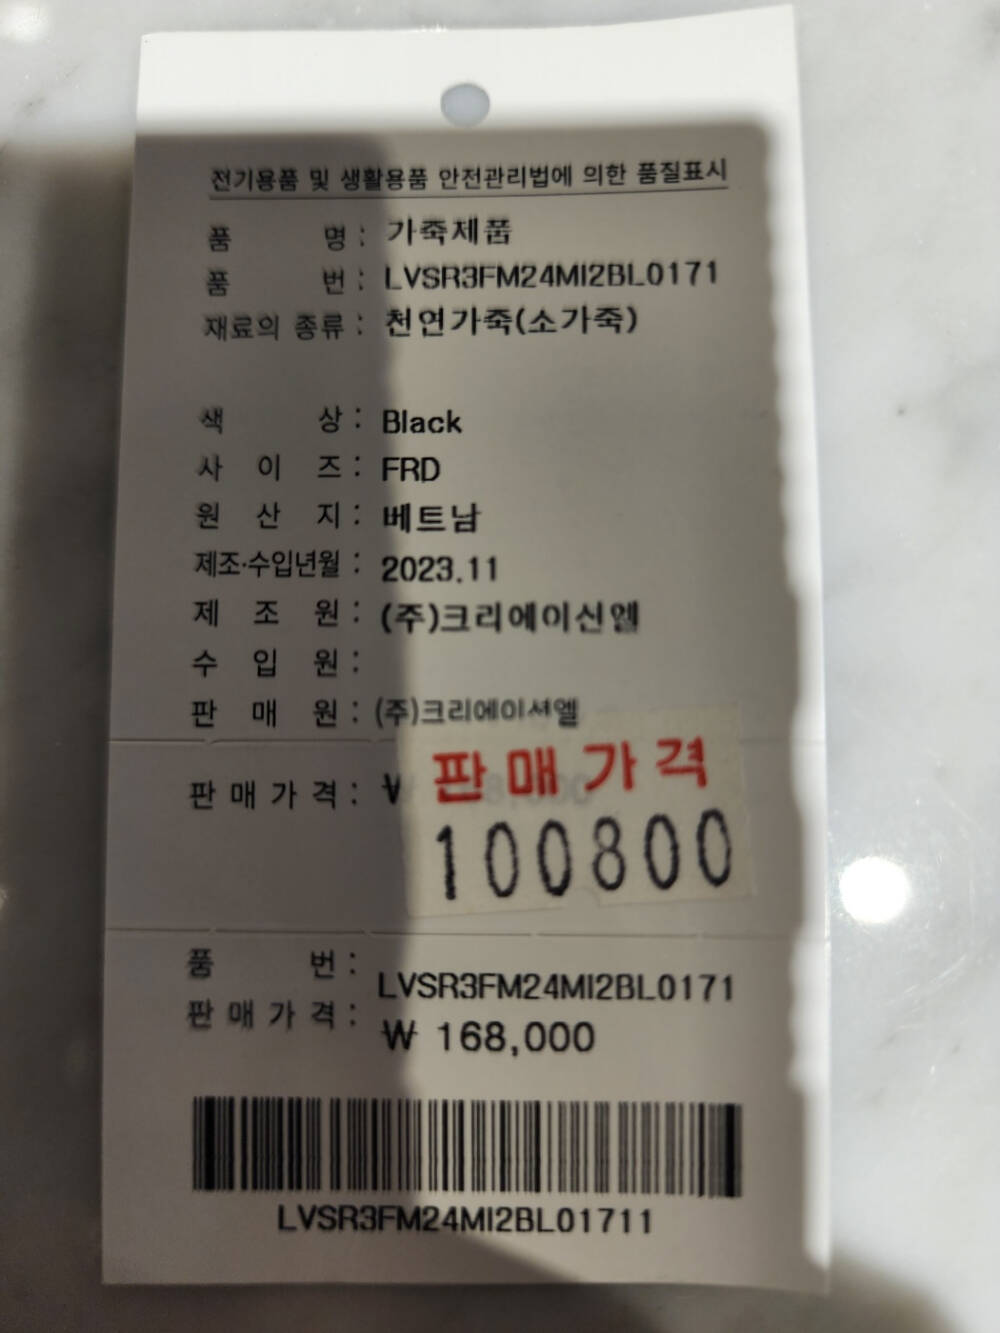 전기용품 및 생활용품 안전관리법에 의한 품질표시
품 명 : 가죽제품
품 번 : LVSR3FM24MI2BL0171
재료의 종류 : 천연가죽(소가죽)
색 상 : Black
사 이 즈 : FRD
원 산 지 : 베트남
제조·수입년월 : 2023.11
제 조 원 : (주)크리에이션엘
수 입 원 :
판 매 원 : (주)크리에이션엘
판매가격
판 매 가 격 : ₩
100800
품 번 : LVSR3FM24MI2BL0171
판 매 가 격 : ₩ 168,000
LVSR3FM24MI2BL01711